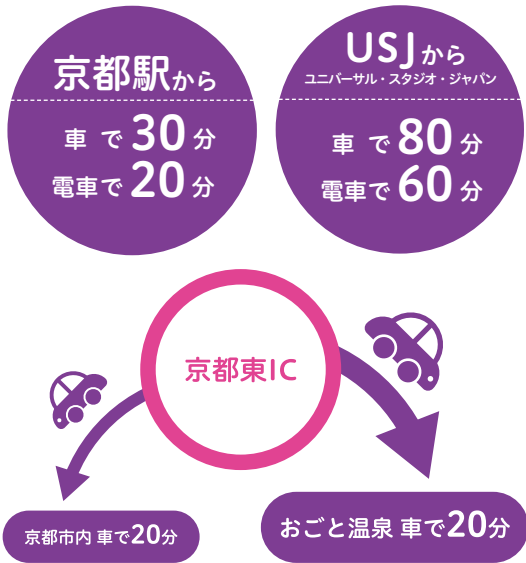 京都駅から
車 で 30 分
電車で 20 分
USJから
ユニバーサル・スタジオ・ジャパン
車 で 80 分
電車で 60 分
京都東IC
京都市内 車で20分
おごと温泉 車で20分